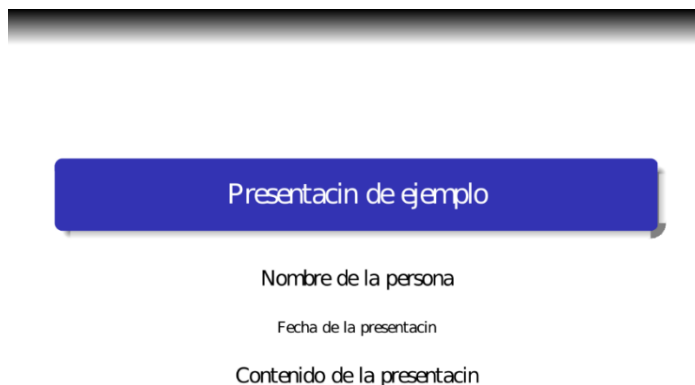 Presentacin de ejemplo
Nombre de la persona
Fecha de la presentacin
Contenido de la presentacin